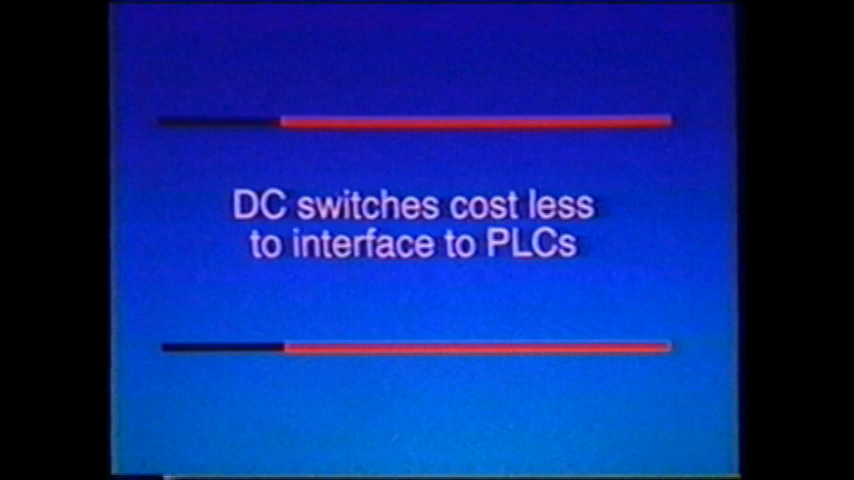 DC switches cost less
to interface to PLCs